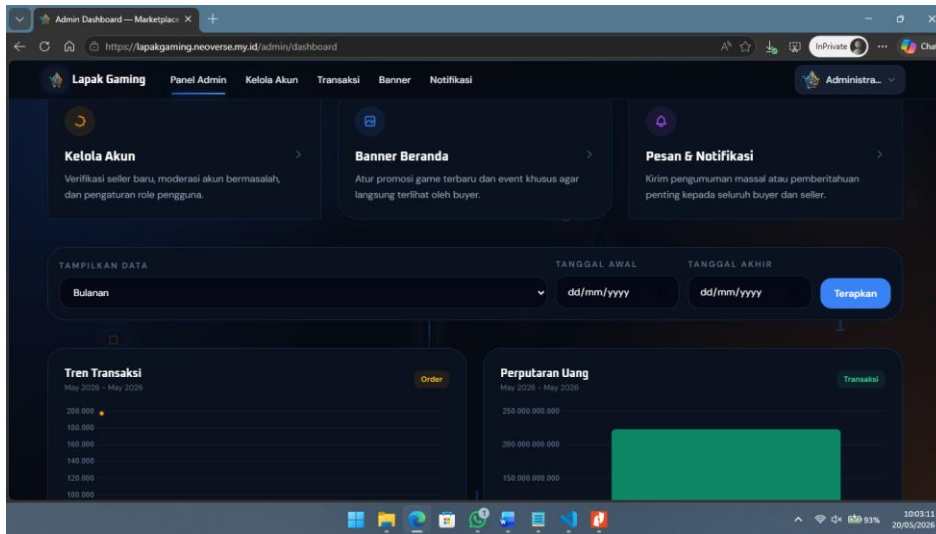 Admin Dashboard — Marketplace
https://lapakgaming.neoverse.my.id/admin/dashboard
InPrivate
Chat
Lapak Gaming
Panel Admin
Kelola Akun
Transaksi
Banner
Notifikasi
Administra...
Kelola Akun
Verifikasi seller baru, moderasi akun bermasalah,
dan pengaturan role pengguna.
Banner Beranda
Atur promosi game terbaru dan event khusus agar
langsung terlihat oleh buyer.
Pesan & Notifikasi
Kirim pengumuman massal atau pemberitahuan
penting kepada seluruh buyer dan seller.
TAMPILKAN DATA
Bulanan
TANGGAL AWAL
dd/mm/yyyy
TANGGAL AKHIR
dd/mm/yyyy
Terapkan
Tren Transaksi
May 2026 - May 2026
Order
200.000
180.000
160.000
140.000
120.000
100.000
Perputaran Uang
May 2026 - May 2026
Transaksi
250.000.000.000
200.000.000.000
150.000.000.000
1
93%
10:03:11
20/05/2026